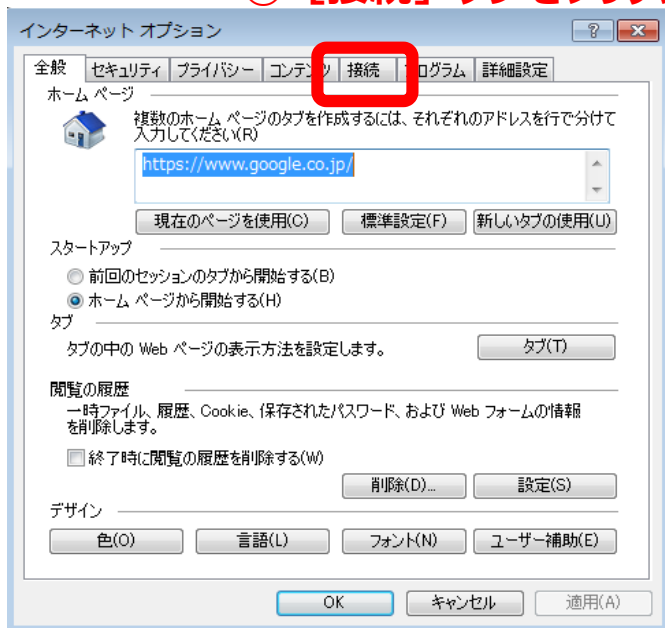 [接続]
インターネット オプション
全般 セキュリティ プライバシー コンテンツ 接続 プログラム 詳細設定
ホーム ページ
複数のホーム ページのタブを作成するには、それぞれのアドレスを行で分けて
入力してください(R)
https://www.google.co.jp/
現在のページを使用(C) 標準設定(F) 新しいタブの使用(U)
スタートアップ
前回のセッションのタブから開始する(B)
ホーム ページから開始する(H)
タブ
タブの中の Web ページの表示方法を設定します。 タブ(T)
閲覧の履歴
一時ファイル、履歴、Cookie、保存されたパスワード、および Web フォームの情報
を削除します。
終了時に閲覧の履歴を削除する(W)
削除(D)... 設定(S)
デザイン
色(O) 言語(L) フォント(N) ユーザー補助(E)
OK キャンセル 適用(A)